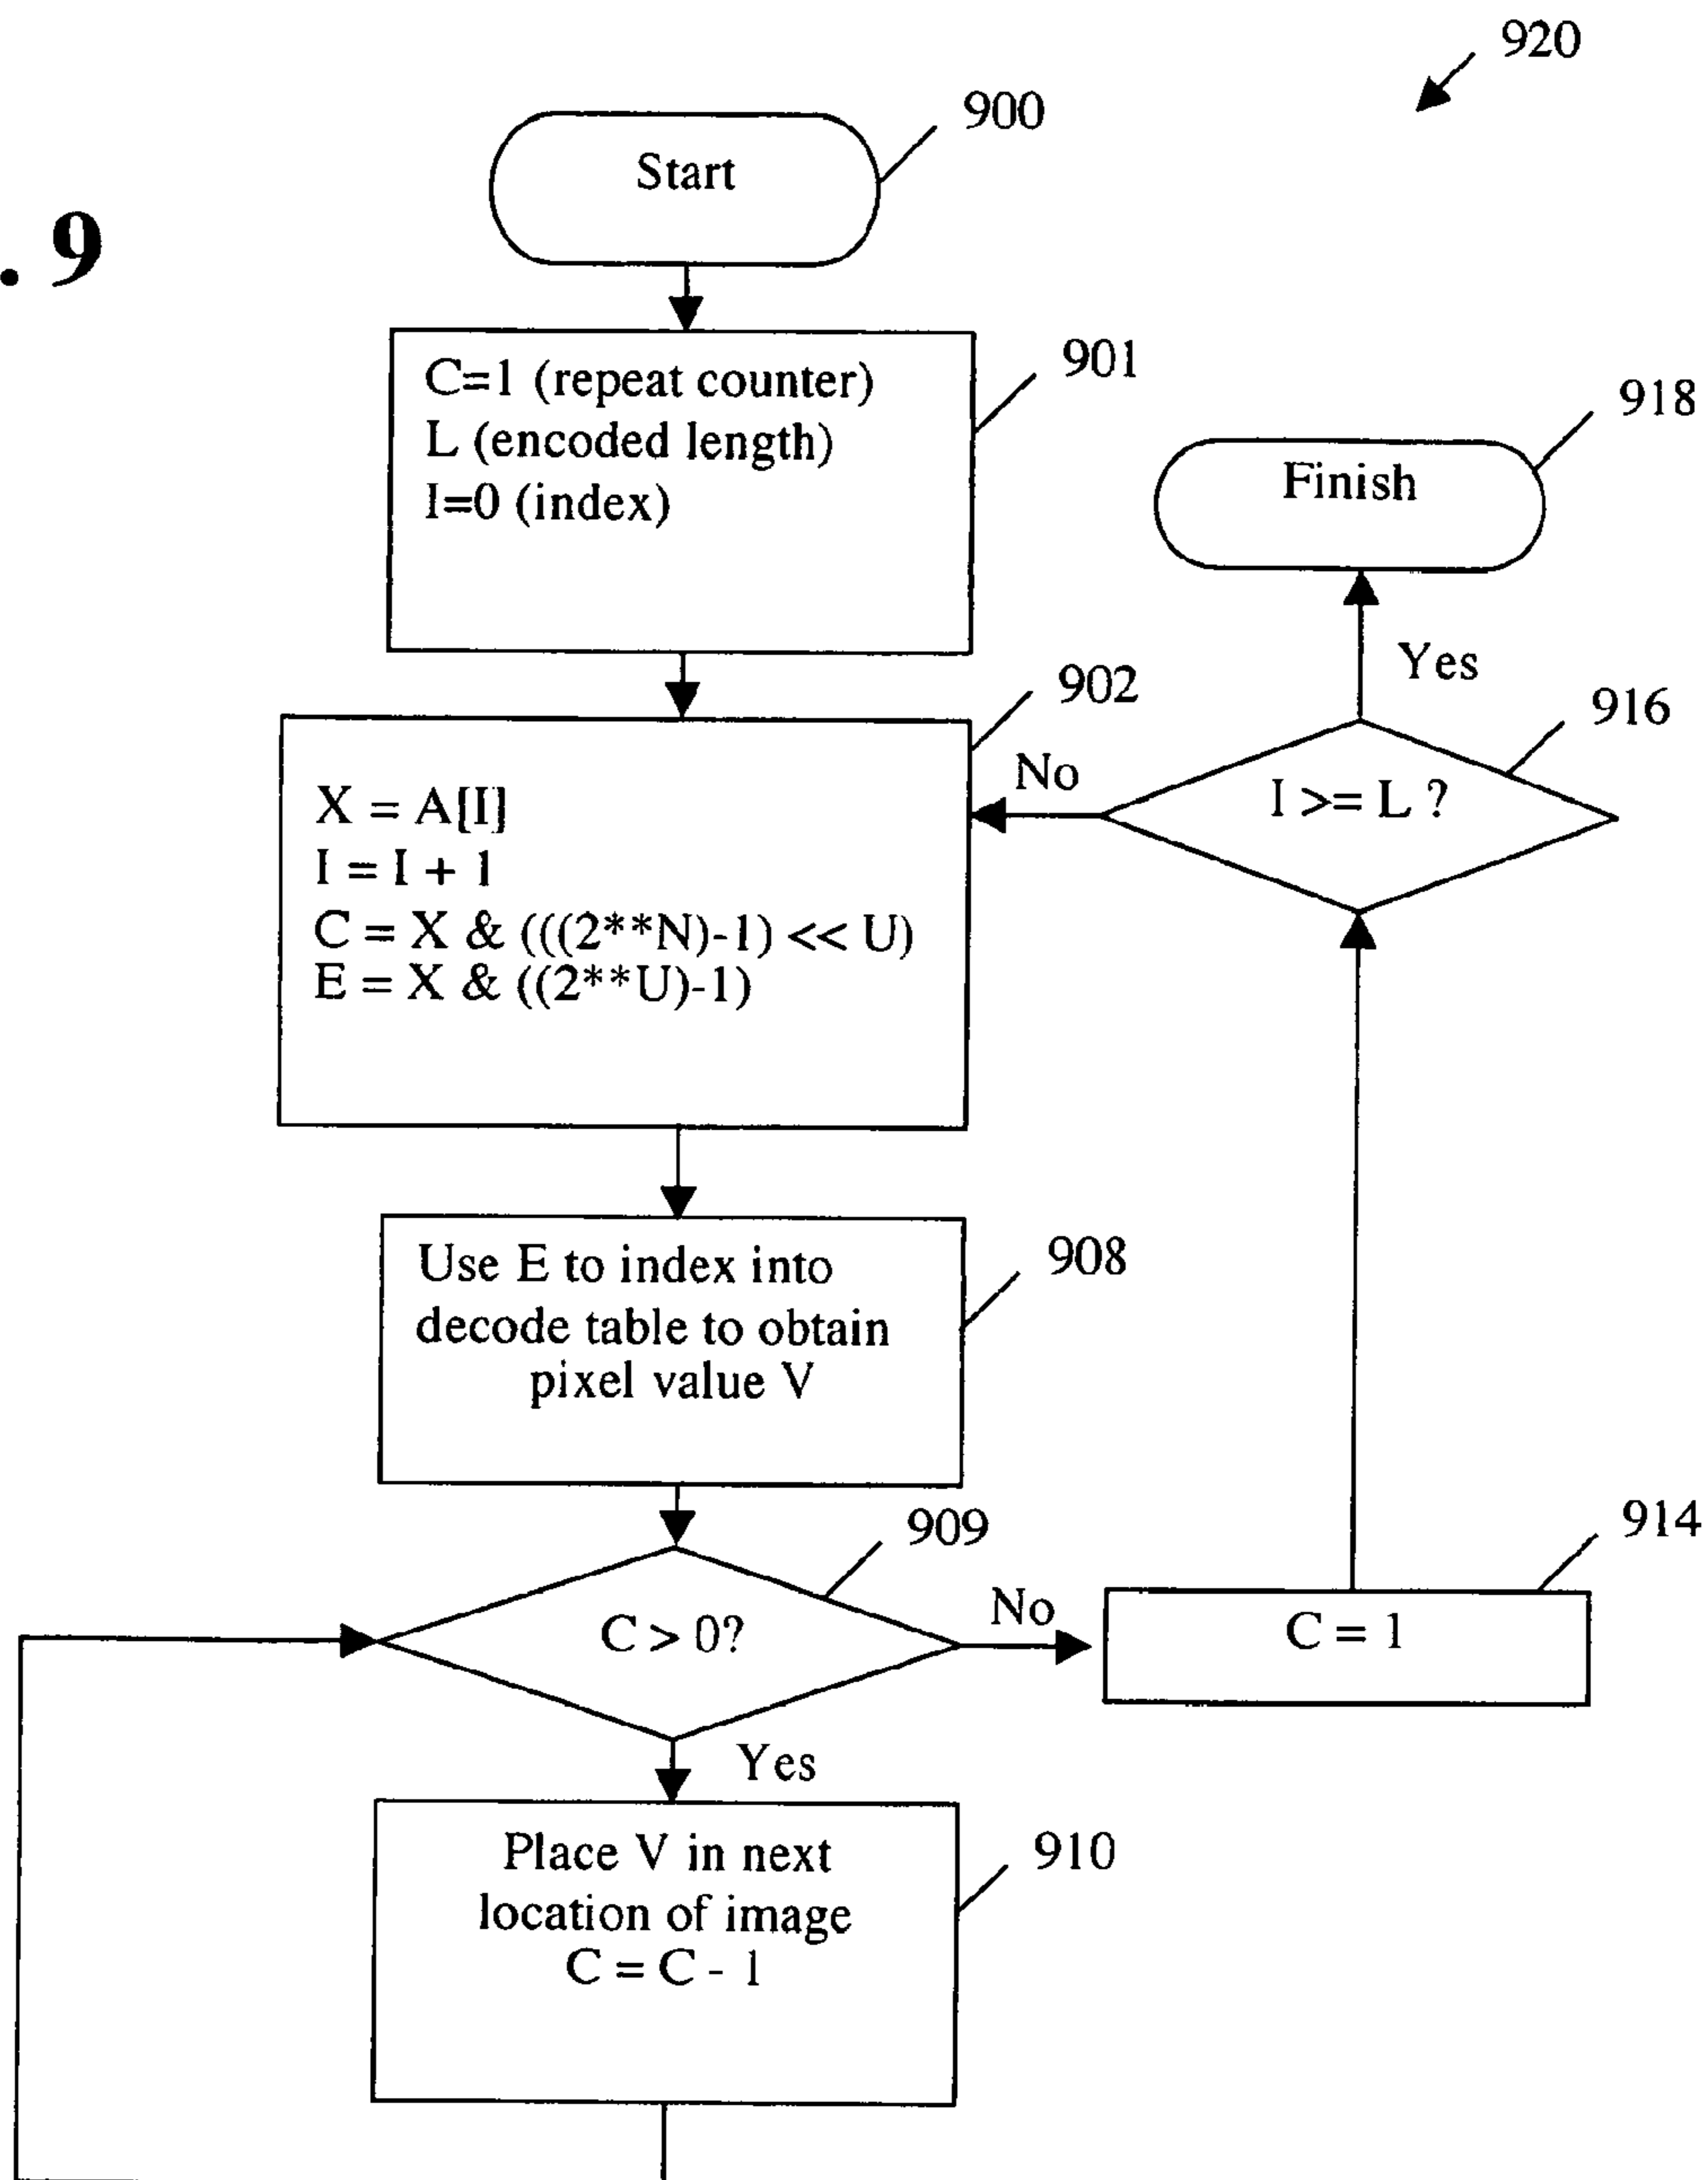 920
900
Start
. 9
C=1 (repeat counter)
L (encoded length)
I=0 (index)
901
918
Finish
Yes
902
916
No
I >= L ?
X = A[I]
I = I + 1
C = X & (((2**N)-1) << U)
E = X & ((2**U)-1)
Use E to index into
decode table to obtain
pixel value V
908
909
914
C > 0?
No
C = 1
Yes
Place V in next
location of image
C = C - 1
910